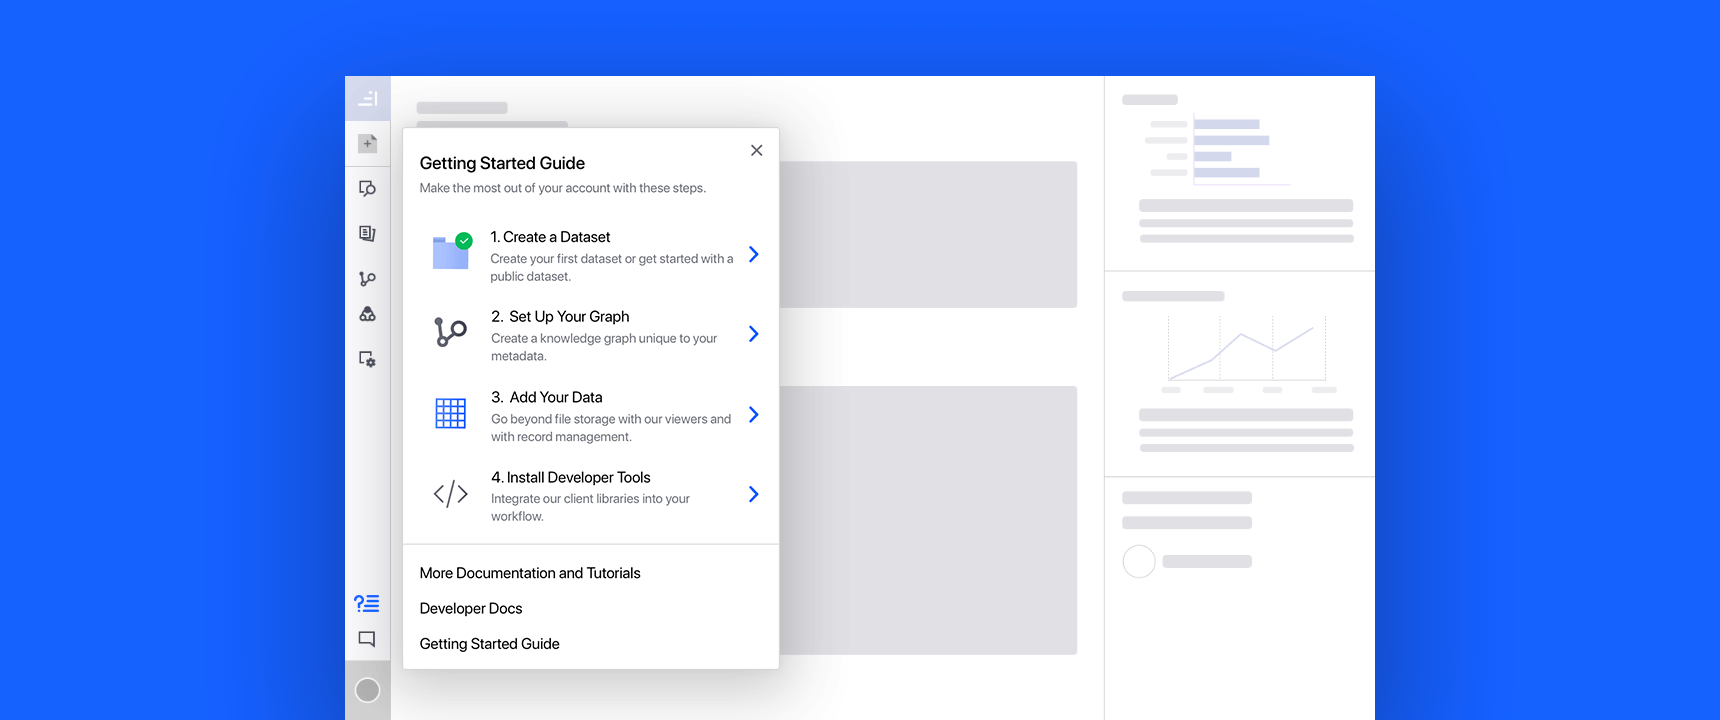 Getting Started Guide
Make the most out of your account with these steps.
1. Create a Dataset
Create your first dataset or get started with a
public dataset.
2. Set Up Your Graph
Create a knowledge graph unique to your
metadata.
3. Add Your Data
Go beyond file storage with our viewers and
with record management.
4. Install Developer Tools
Integrate our client libraries into your
workflow.
More Documentation and Tutorials
Developer Docs
Getting Started Guide